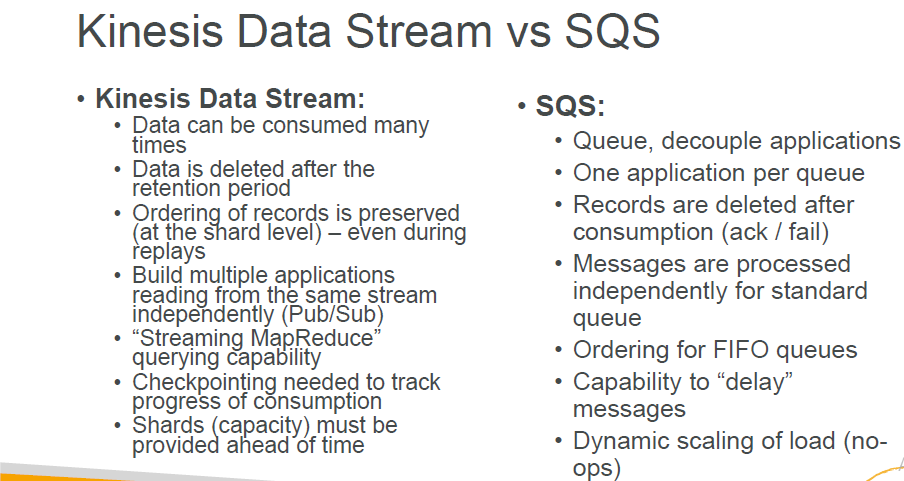 Kinesis Data Stream vs SQS
• Kinesis Data Stream:
• Data can be consumed many
times
• Data is deleted after the
retention period
• Ordering of records is preserved
(at the shard level) – even during
replays
• Build multiple applications
reading from the same stream
independently (Pub/Sub)
• “Streaming MapReduce”
querying capability
• Checkpointing needed to track
progress of consumption
• Shards (capacity) must be
provided ahead of time
• SQS:
• Queue, decouple applications
• One application per queue
• Records are deleted after
consumption (ack / fail)
• Messages are processed
independently for standard
queue
• Ordering for FIFO queues
• Capability to “delay”
messages
• Dynamic scaling of load (no-
ops)